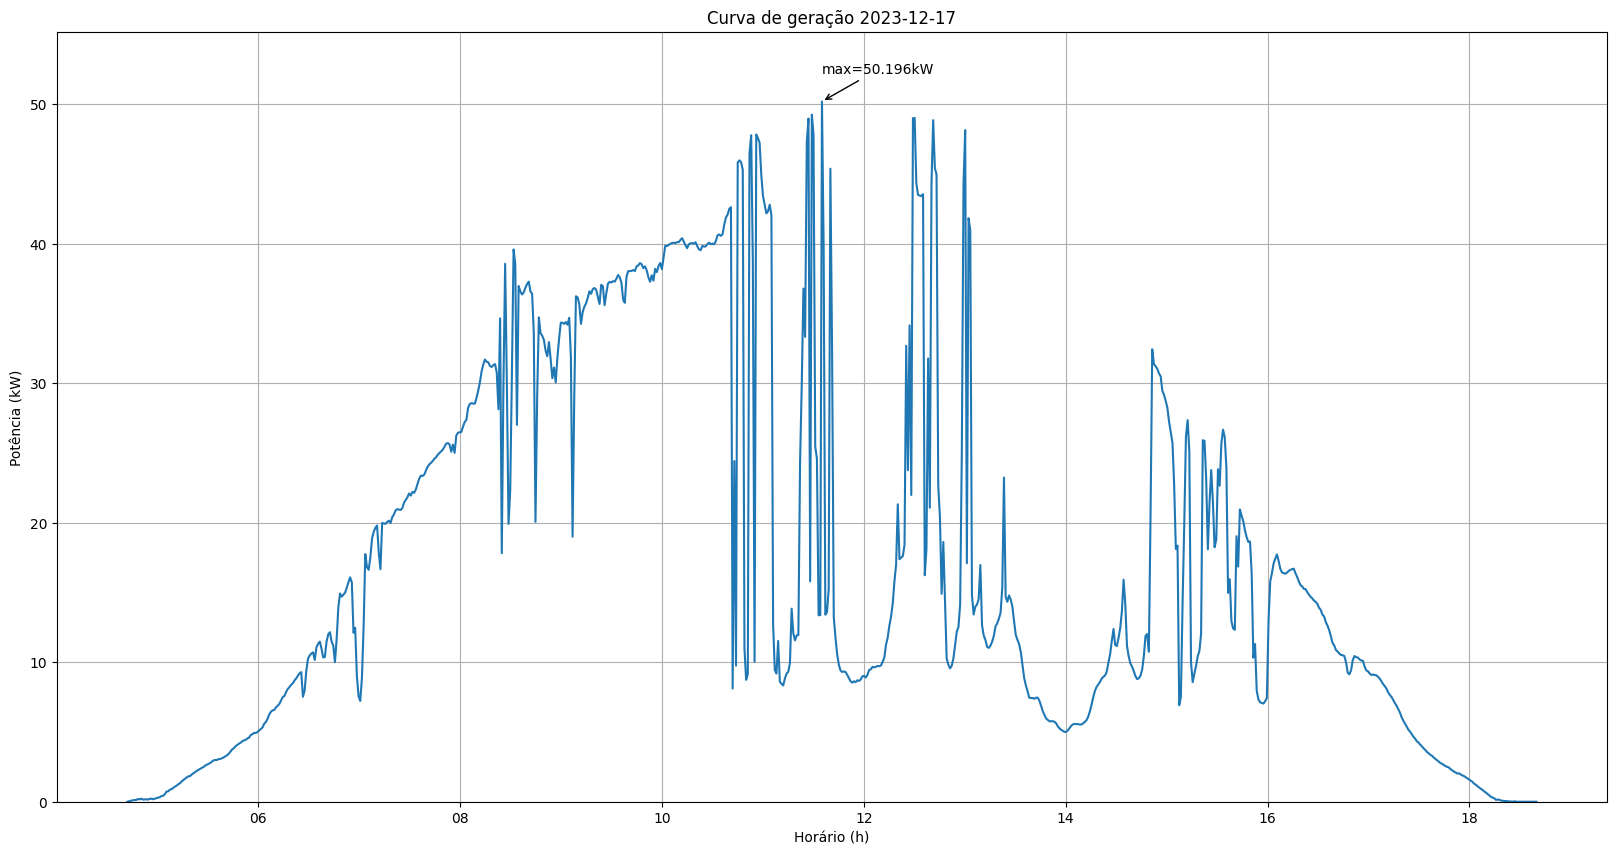 Curva de geração 2023-12-17
max=50.196kW
50
40
30
20
10
0
Potência (kW)
06 08 10 12 14 16 18
Horário (h)